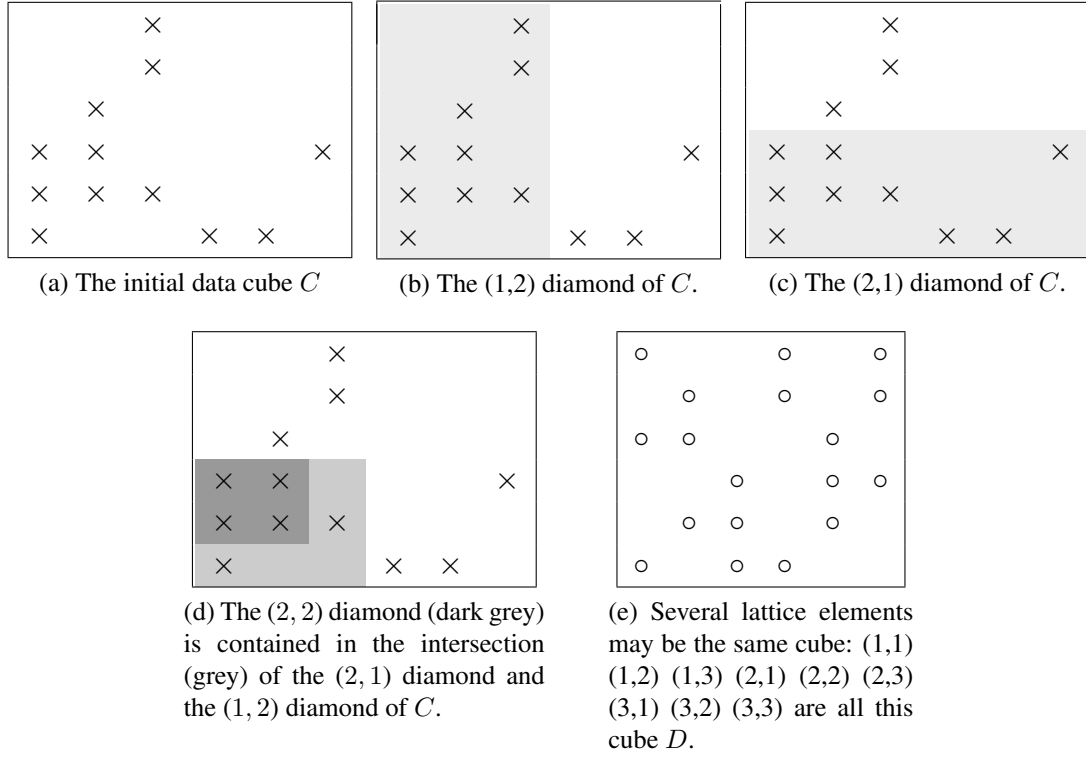 (a) The initial data cube C
(b) The (1,2) diamond of C.
(c) The (2,1) diamond of C.
(d) The (2, 2) diamond (dark grey)
is contained in the intersection
(grey) of the (2, 1) diamond and
the (1, 2) diamond of C.
(e) Several lattice elements
may be the same cube: (1,1)
(1,2) (1,3) (2,1) (2,2) (2,3)
(3,1) (3,2) (3,3) are all this
cube D.